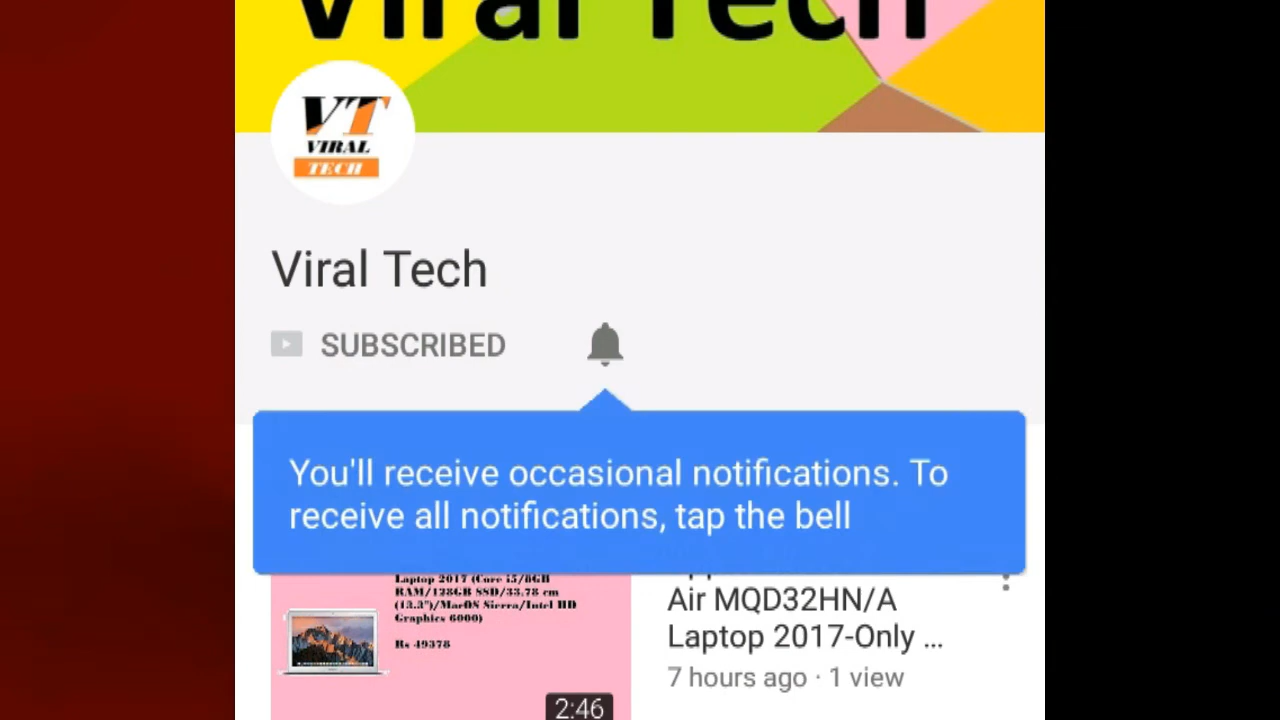 Viral Tech
VT
VIRAL
TECH
Viral Tech
SUBSCRIBED
You'll receive occasional notifications. To
receive all notifications, tap the bell
Laptop 2017 (Core i5/8GB
RAM/128GB SSD/33.78 cm
(13.3")/MacOS Sierra/Intel HD
Graphics 6000)
Rs 49378
2:46
Air MQD32HN/A
Laptop 2017-Only ...
7 hours ago · 1 view